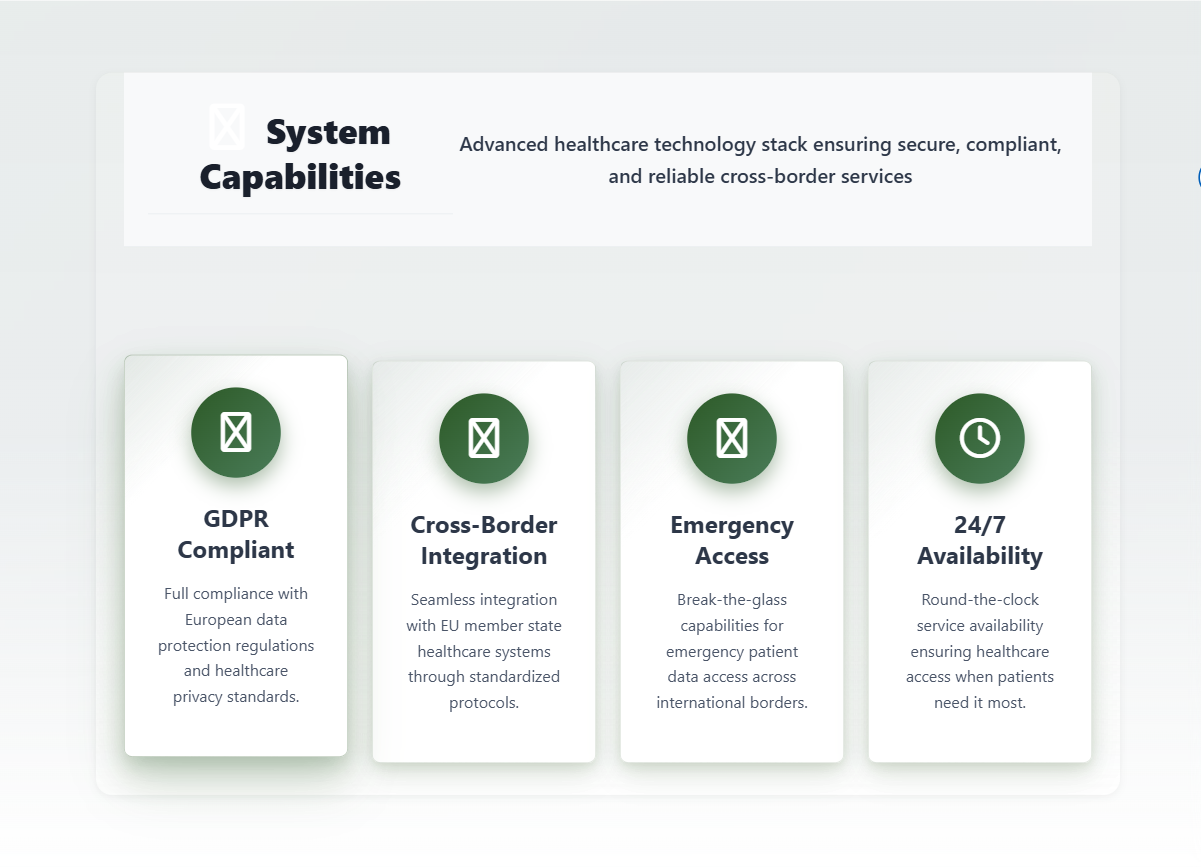 System
Capabilities
Advanced healthcare technology stack ensuring secure, compliant,
and reliable cross-border services
GDPR
Compliant
Full compliance with
European data
protection regulations
and healthcare
privacy standards.
Cross-Border
Integration
Seamless integration
with EU member state
healthcare systems
through standardized
protocols.
Emergency
Access
Break-the-glass
capabilities for
emergency patient
data access across
international borders.
24/7
Availability
Round-the-clock
service availability
ensuring healthcare
access when patients
need it most.